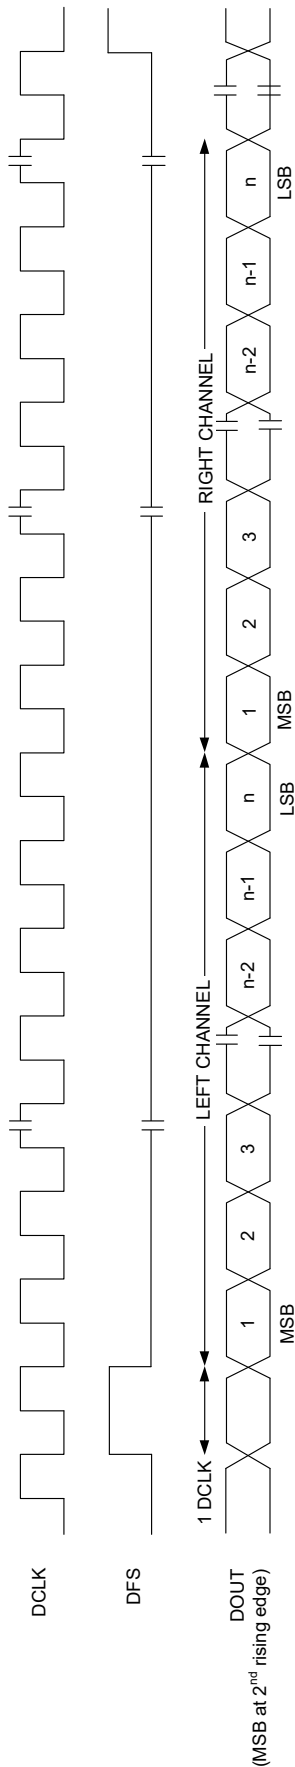 DCLK
DFS
1 DCLK
LEFT CHANNEL
RIGHT CHANNEL
DOUT
(MSB at 2nd rising edge)
1 2 3 n-2 n-1 n 1 2 3 n-2 n-1 n
MSB LSB MSB LSB